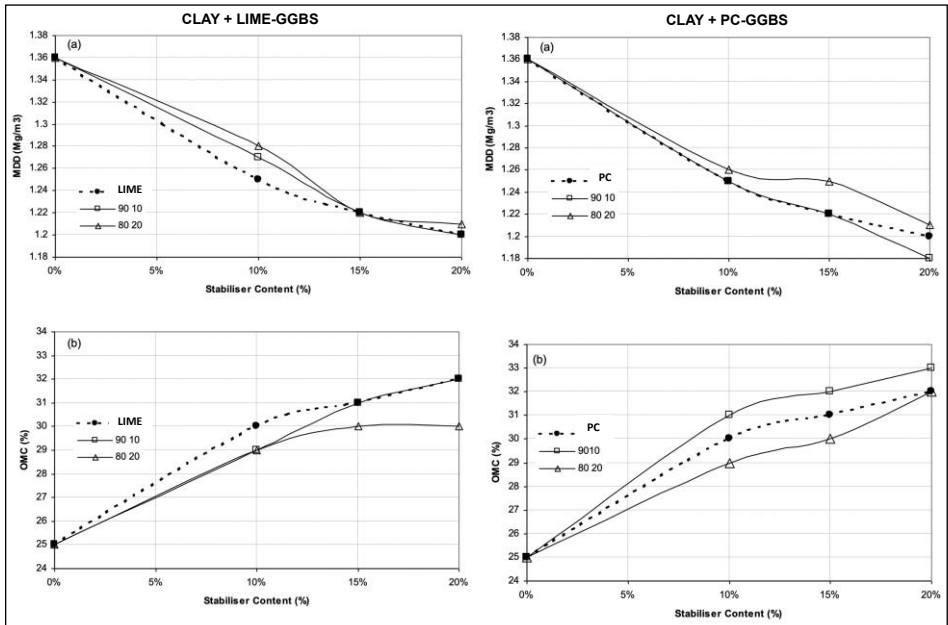 CLAY + LIME-GGBS
(a)
MDD (Mg/m3)
1.38
1.36
1.34
1.32
1.3
1.28
1.26
1.24
1.22
1.2
1.18
LIME
90 10
80 20
0% 5% 10% 15% 20%
Stabiliser Content (%)
(b)
OMC (%)
34
33
32
31
30
29
28
27
26
25
24
LIME
90 10
80 20
0% 5% 10% 15% 20%
Stabiliser Content (%)
CLAY + PC-GGBS
(a)
MDD (Mg/m3)
1.38
1.36
1.34
1.32
1.3
1.28
1.26
1.24
1.22
1.2
1.18
PC
90 10
80 20
0% 5% 10% 15% 20%
Stabiliser Content (%)
(b)
OMC (%)
34
33
32
31
30
29
28
27
26
25
24
PC
9010
80 20
0% 5% 10% 15% 20%
Stabiliser Content (%)